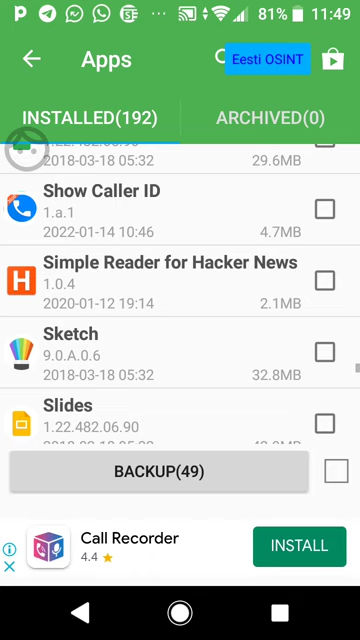 81% 11:49
Apps
Eesti OSINT
INSTALLED(192)
ARCHIVED(0)
2018-03-18 05:32
29.6MB
Show Caller ID
1.a.1
2022-01-14 10:46
4.7MB
Simple Reader for Hacker News
1.0.4
2020-01-12 19:14
2.1MB
Sketch
9.0.A.0.6
2018-03-18 05:32
32.8MB
Slides
1.22.482.06.90
BACKUP(49)
Call Recorder
4.4
INSTALL